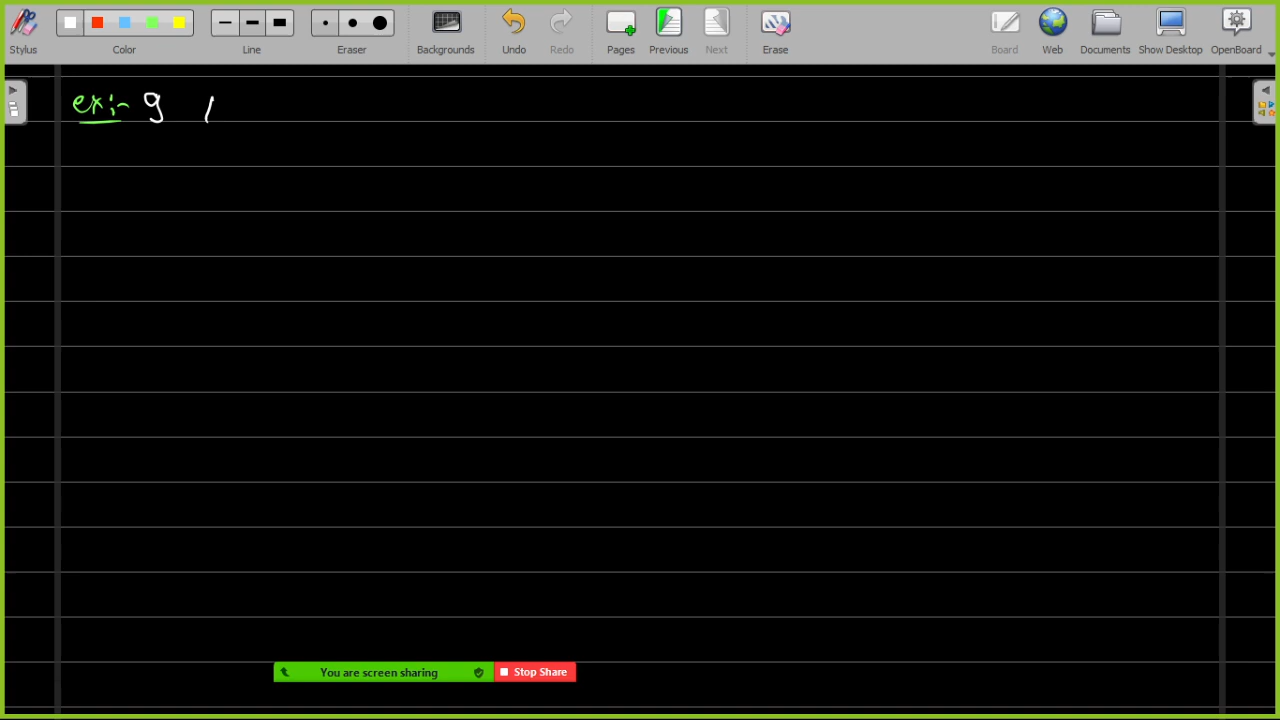 Stylus Color Line Eraser Backgrounds Undo Redo Pages Previous Next Erase Board Web Documents Show Desktop OpenBoard
ex:- 9 /
You are screen sharing Stop Share